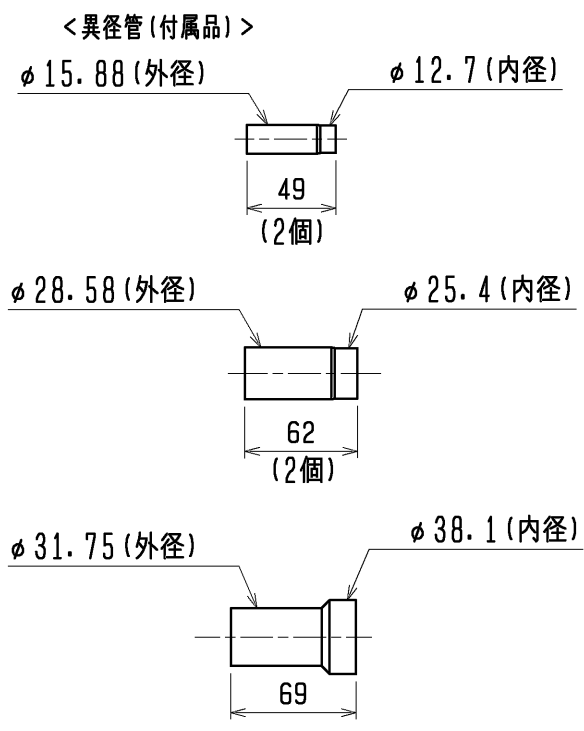 <異径管(付属品)>
φ15.88(外径)
φ12.7(内径)
49
(2個)
φ28.58(外径)
φ25.4(内径)
62
(2個)
φ38.1(内径)
φ31.75(外径)
69